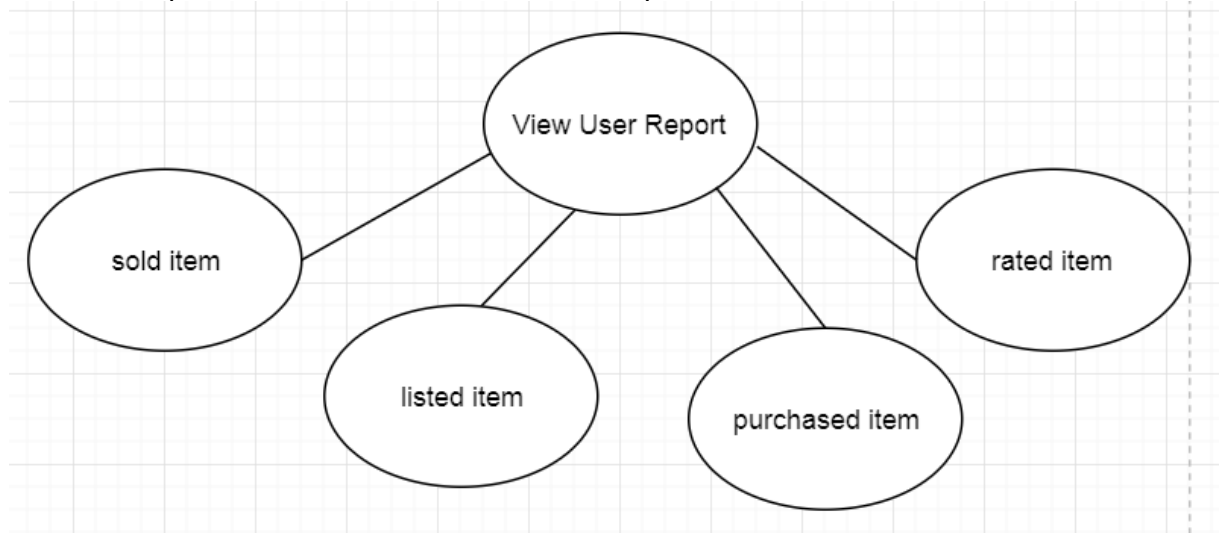 View User Report
sold item
rated item
listed item
purchased item